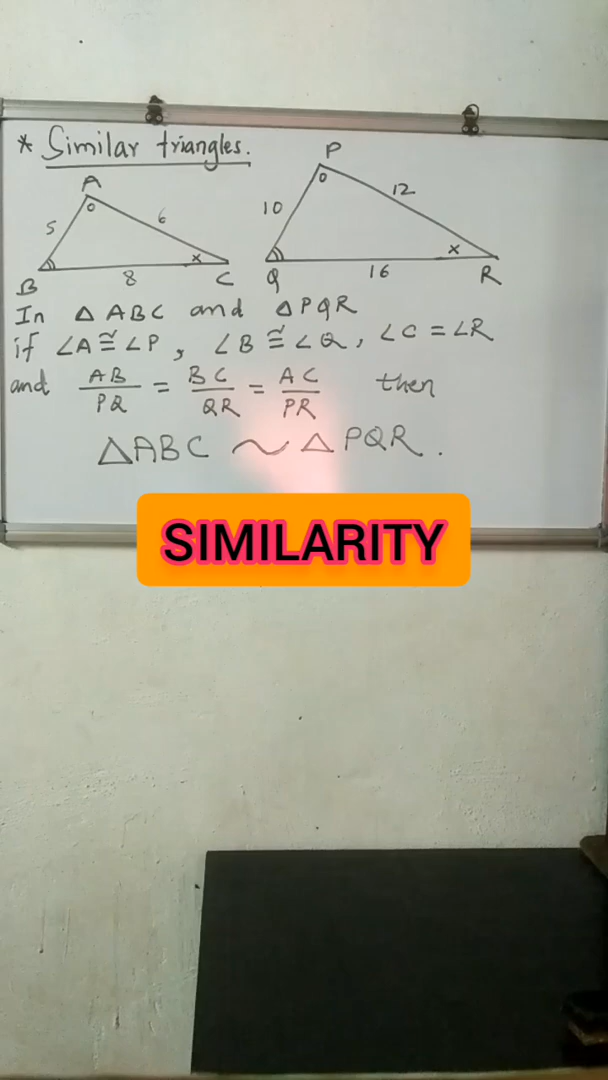 * Similar triangles.
A
P
5
6
10
12
B
8
C
Q
16
R
In △ ABC and △PQR
if ∠A ≅ ∠P , ∠B ≅ ∠Q , ∠C = ∠R
and AB/PQ = BC/QR = AC/PR then
△ABC ~ △PQR.
SIMILARITY